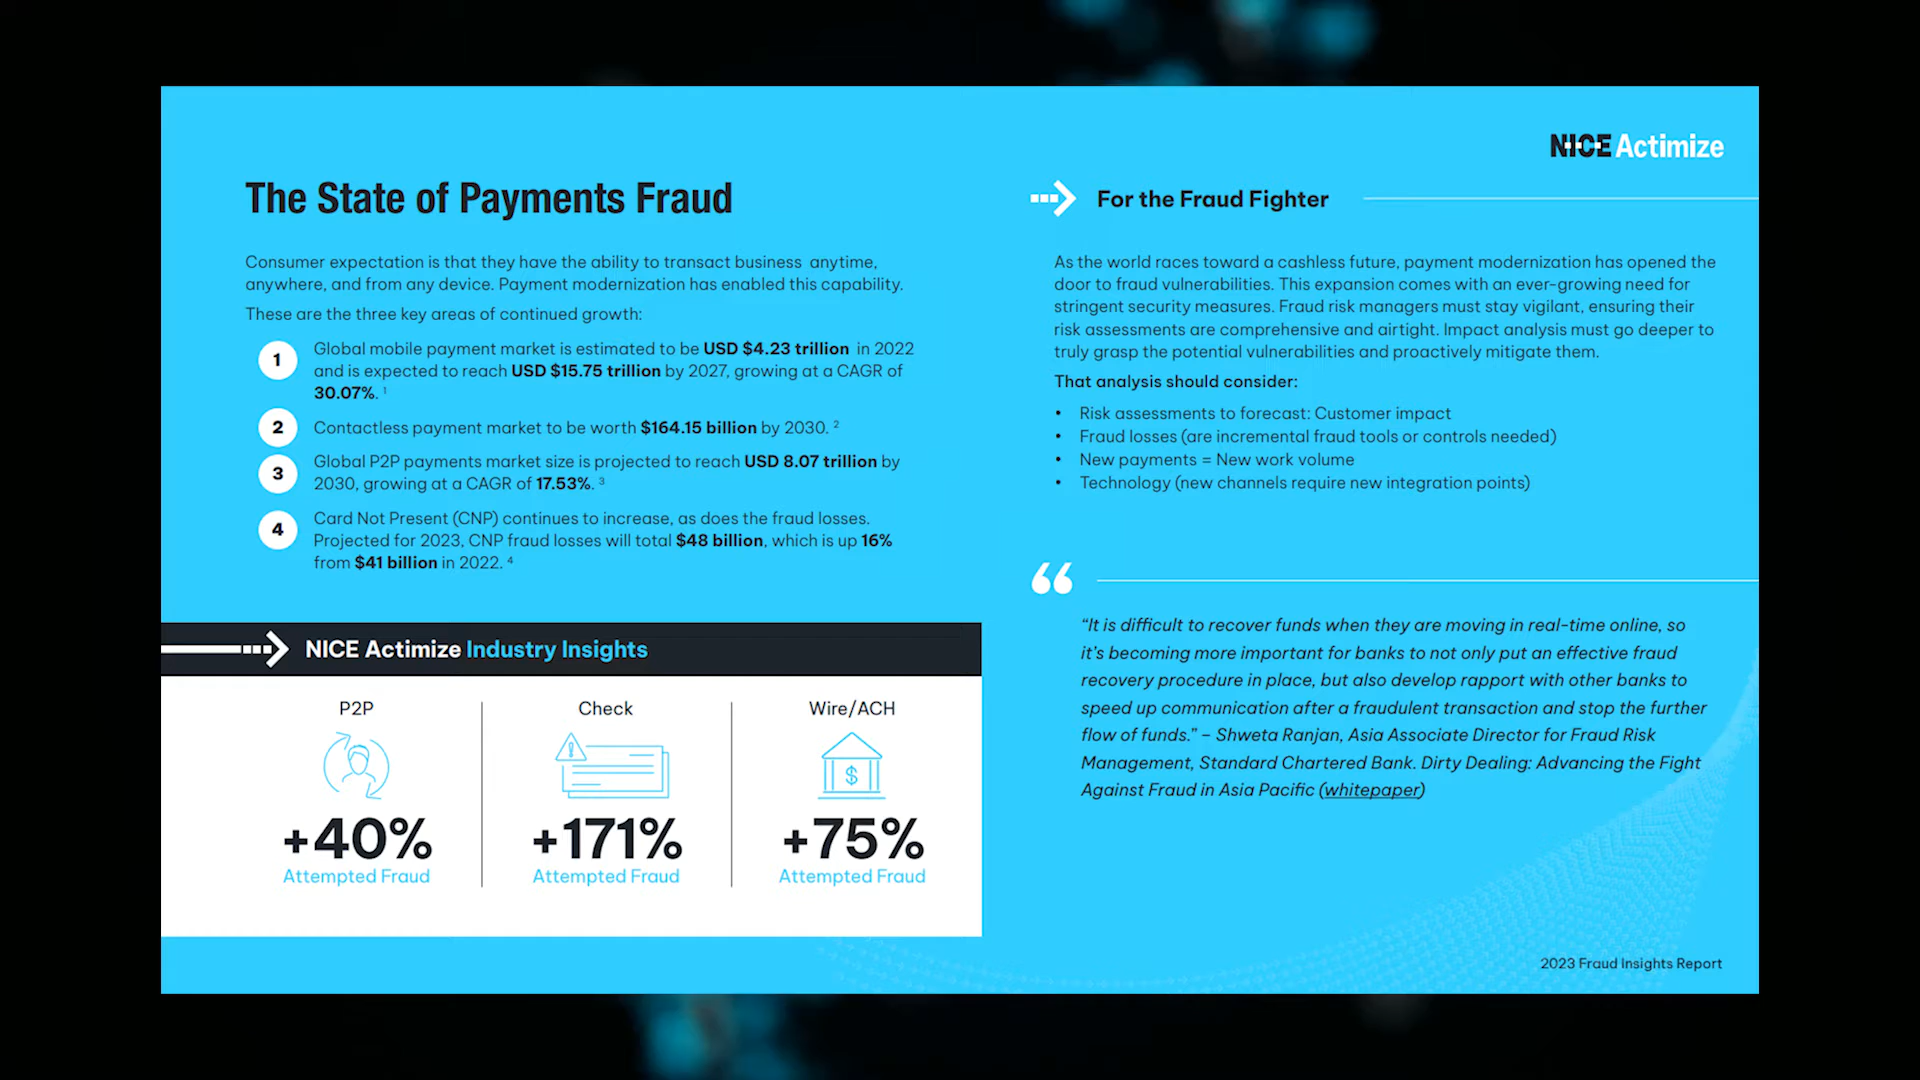 NICE Actimize
The State of Payments Fraud
Consumer expectation is that they have the ability to transact business anytime,
anywhere, and from any device. Payment modernization has enabled this capability.
These are the three key areas of continued growth:
1
Global mobile payment market is estimated to be USD $4.23 trillion in 2022
and is expected to reach USD $15.75 trillion by 2027, growing at a CAGR of
30.07%. 1
2
Contactless payment market to be worth $164.15 billion by 2030. 2
3
Global P2P payments market size is projected to reach USD 8.07 trillion by
2030, growing at a CAGR of 17.53%. 3
4
Card Not Present (CNP) continues to increase, as does the fraud losses.
Projected for 2023, CNP fraud losses will total $48 billion, which is up 16%
from $41 billion in 2022. 4
NICE Actimize Industry Insights
P2P
+40%
Attempted Fraud
Check
+171%
Attempted Fraud
Wire/ACH
$
+75%
Attempted Fraud
For the Fraud Fighter
As the world races toward a cashless future, payment modernization has opened the
door to fraud vulnerabilities. This expansion comes with an ever-growing need for
stringent security measures. Fraud risk managers must stay vigilant, ensuring their
risk assessments are comprehensive and airtight. Impact analysis must go deeper to
truly grasp the potential vulnerabilities and proactively mitigate them.
That analysis should consider:
• Risk assessments to forecast: Customer impact
• Fraud losses (are incremental fraud tools or controls needed)
• New payments = New work volume
• Technology (new channels require new integration points)
“
“It is difficult to recover funds when they are moving in real-time online, so
it’s becoming more important for banks to not only put an effective fraud
recovery procedure in place, but also develop rapport with other banks to
speed up communication after a fraudulent transaction and stop the further
flow of funds.” – Shweta Ranjan, Asia Associate Director for Fraud Risk
Management, Standard Chartered Bank. Dirty Dealing: Advancing the Fight
Against Fraud in Asia Pacific (whitepaper)
2023 Fraud Insights Report